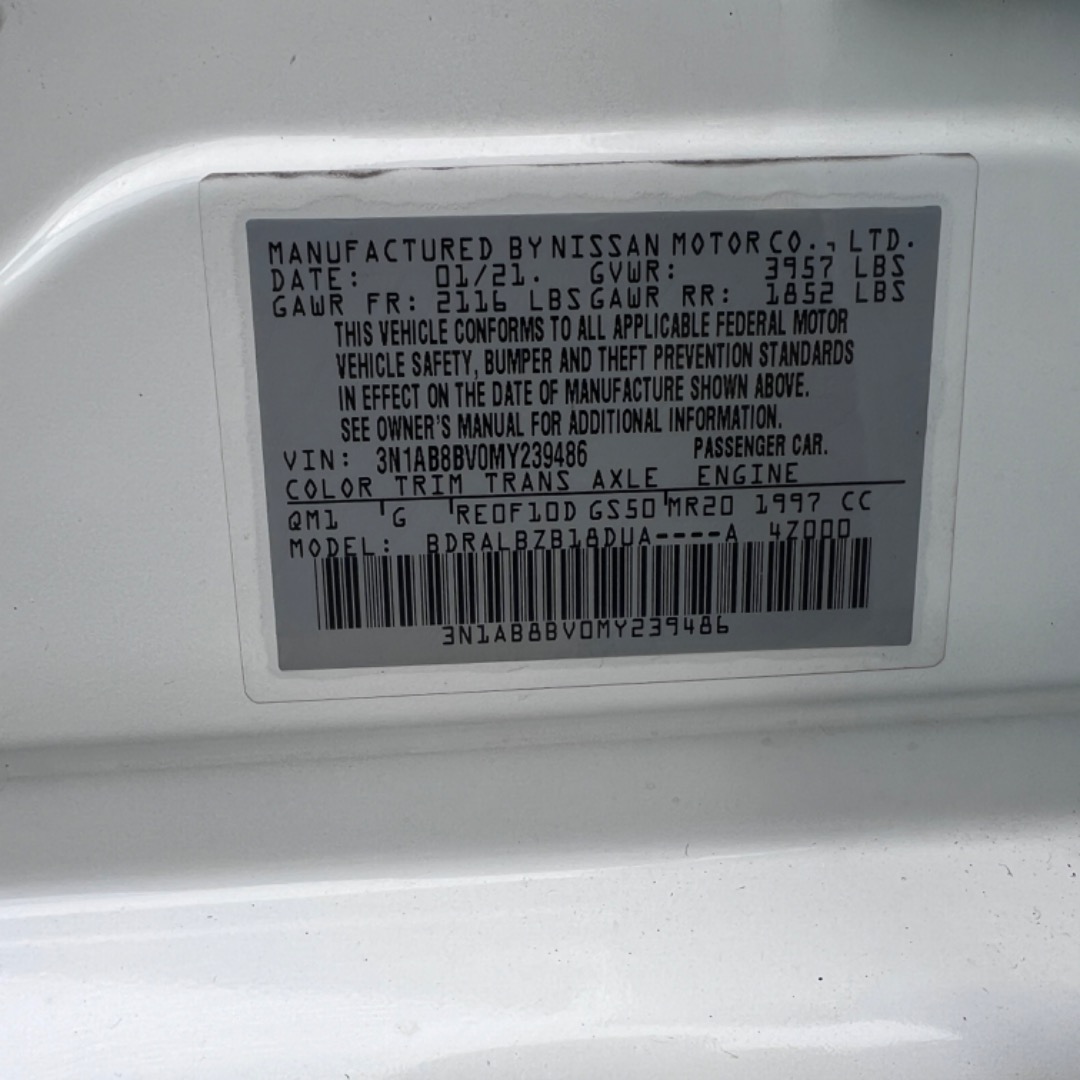 MANUFACTURED BY NISSAN MOTOR CO., LTD.
DATE: 01/21. GVWR: 3957 LBS
GAWR FR: 2116 LBS GAWR RR: 1852 LBS
THIS VEHICLE CONFORMS TO ALL APPLICABLE FEDERAL MOTOR
VEHICLE SAFETY, BUMPER AND THEFT PREVENTION STANDARDS
IN EFFECT ON THE DATE OF MANUFACTURE SHOWN ABOVE.
SEE OWNER'S MANUAL FOR ADDITIONAL INFORMATION.
VIN: 3N1AB8BV0MY239486 PASSENGER CAR.
COLOR TRIM TRANS AXLE ENGINE
QM1 G RE0F10D GS50 MR20 1997 CC
MODEL: BDRALBZB18DUA----A 4Z000
3N1AB8BV0MY239486